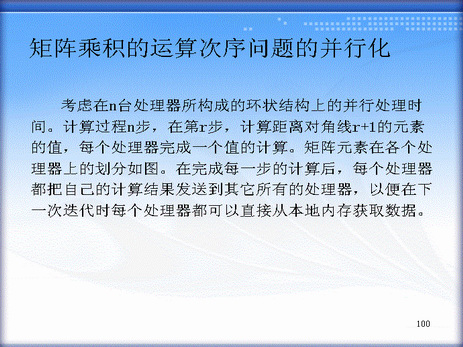 矩阵乘积的运算次序问题的并行化
考虑在n台处理器所构成的环状结构上的并行处理时
间。计算过程n步，在第r步，计算距离对角线r+1的元素
的值，每个处理器完成一个值的计算。矩阵元素在各个处
理器上的划分如图。在完成每一步的计算后，每个处理器
都把自己的计算结果发送到其它所有的处理器，以便在下
一次迭代时每个处理器都可以直接从本地内存获取数据。
100